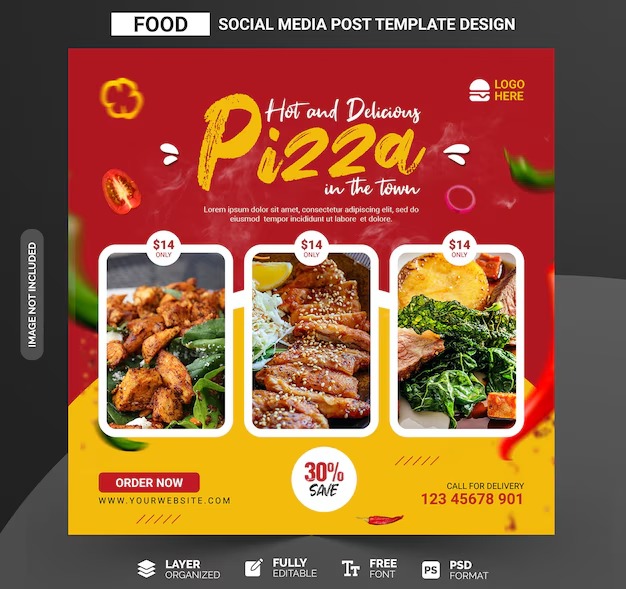 FOOD SOCIAL MEDIA POST TEMPLATE DESIGN
LOGO
HERE
Hot and Delicious
Pizza
in the town
Lorem ipsum dolor sit amet, consectetur adipiscing elit, sed do
eiusmod tempor incididunt ut labore et dolore.
IMAGE NOT INCLUDED
$14
ONLY
$14
ONLY
$14
ONLY
30%
SAVE
ORDER NOW
WWW.YOURWEBSITE.COM
CALL FOR DELIVERY
123 45678 901
LAYER
ORGANIZED
FULLY
EDITABLE
Tt
FREE
FONT
PS
PSD
FORMAT